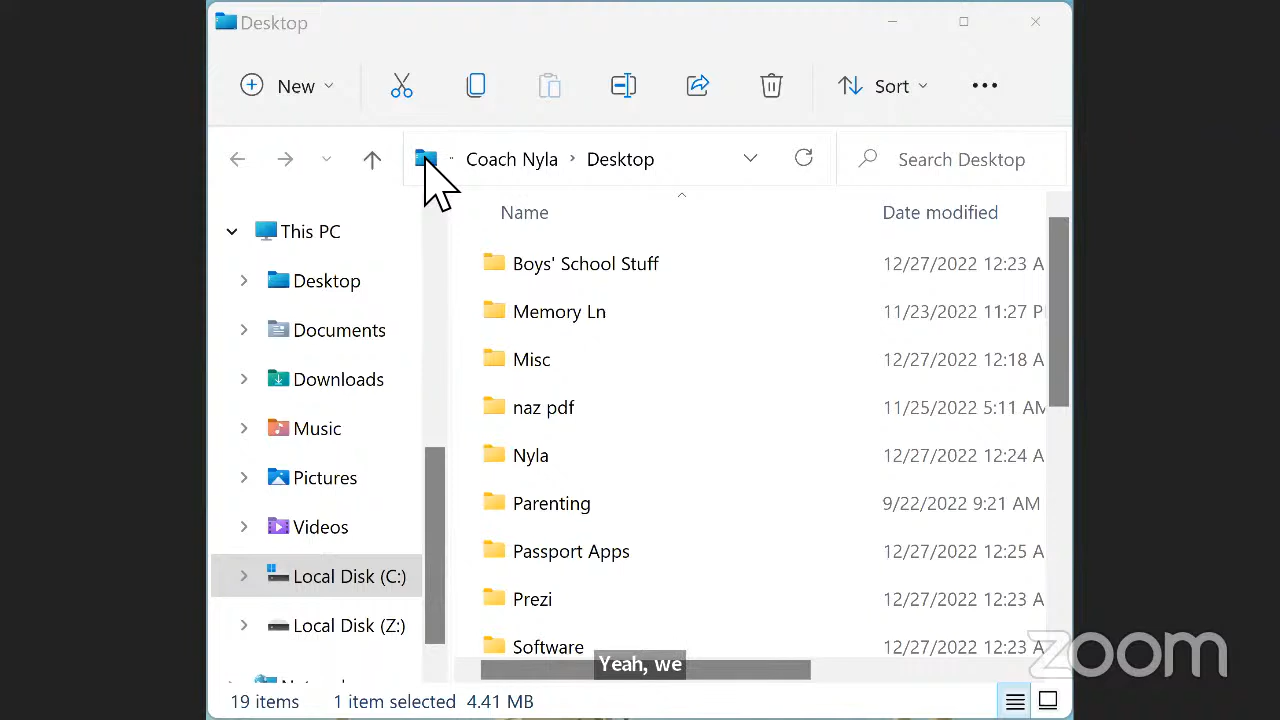 Desktop
New
Sort
Coach Nyla
Desktop
Search Desktop
Name
Date modified
This PC
Desktop
Documents
Downloads
Music
Pictures
Videos
Local Disk (C:)
Local Disk (Z:)
Boys' School Stuff 12/27/2022 12:23 A
Memory Ln 11/23/2022 11:27 P
Misc 12/27/2022 12:18 A
naz pdf 11/25/2022 5:11 AM
Nyla 12/27/2022 12:24 A
Parenting 9/22/2022 9:21 AM
Passport Apps 12/27/2022 12:25 A
Prezi 12/27/2022 12:23 A
Software 12/27/2022 12:23 A
Yeah, we
zoom
19 items 1 item selected 4.41 MB